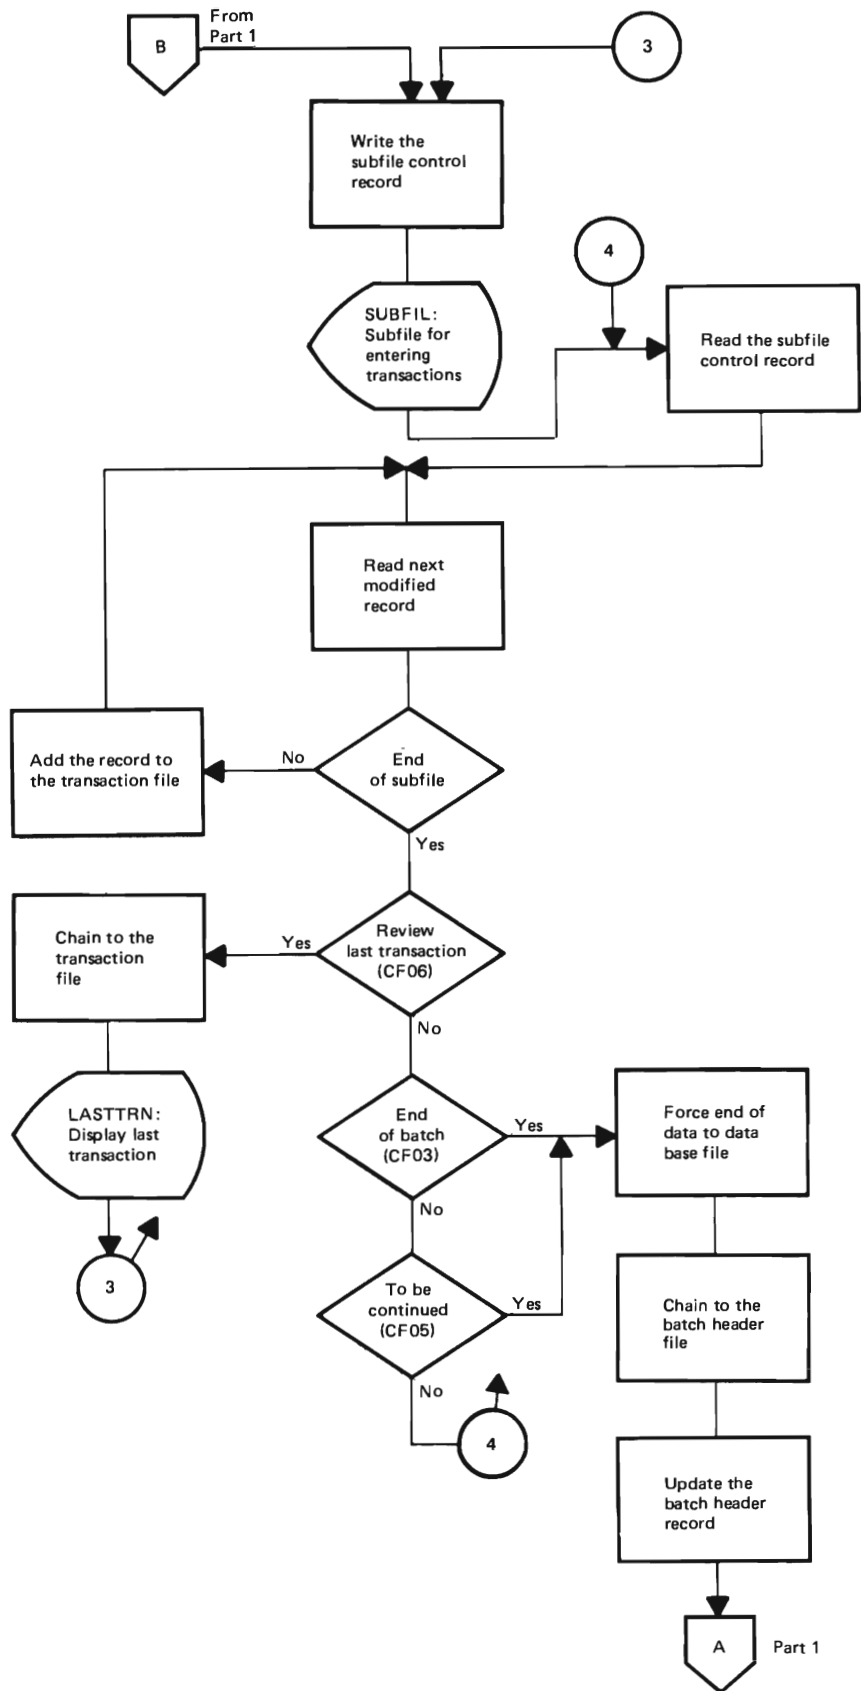 From
Part 1
B
3
Write the
subfile control
record
4
SUBFIL:
Subfile for
entering
transactions
Read the subfile
control record
Read next
modified
record
Add the record to
the transaction file
No
End
of subfile
Yes
Chain to the
transaction
file
Yes
Review
last transaction
(CF06)
No
LASTTRN:
Display last
transaction
End
of batch
(CF03)
Yes
Force end of
data to data
base file
No
3
To be
continued
(CF05)
Yes
Chain to the
batch header
file
No
4
Update the
batch header
record
A
Part 1